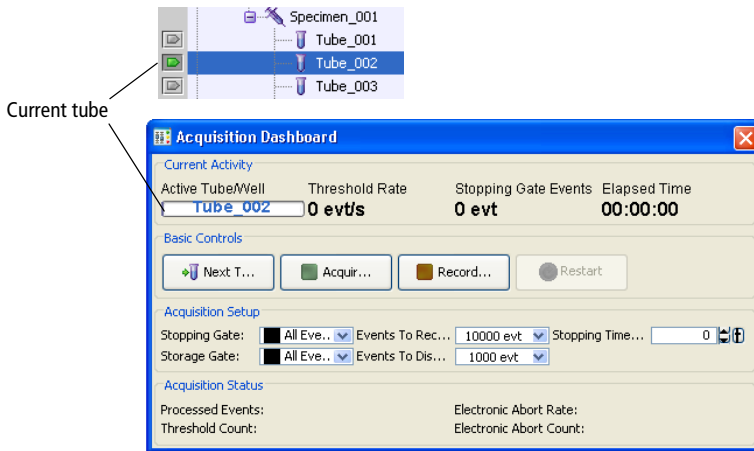 Specimen_001
Tube_001
Tube_002
Tube_003
Current tube
Acquisition Dashboard
Current Activity
Active Tube/Well Threshold Rate Stopping Gate Events Elapsed Time
Tube_002 0 evt/s 0 evt 00:00:00
Basic Controls
Next T... Acquir... Record... Restart
Acquisition Setup
Stopping Gate: All Eve.. Events To Rec... 10000 evt Stopping Time... 0
Storage Gate: All Eve.. Events To Dis... 1000 evt
Acquisition Status
Processed Events: Electronic Abort Rate:
Threshold Count: Electronic Abort Count: